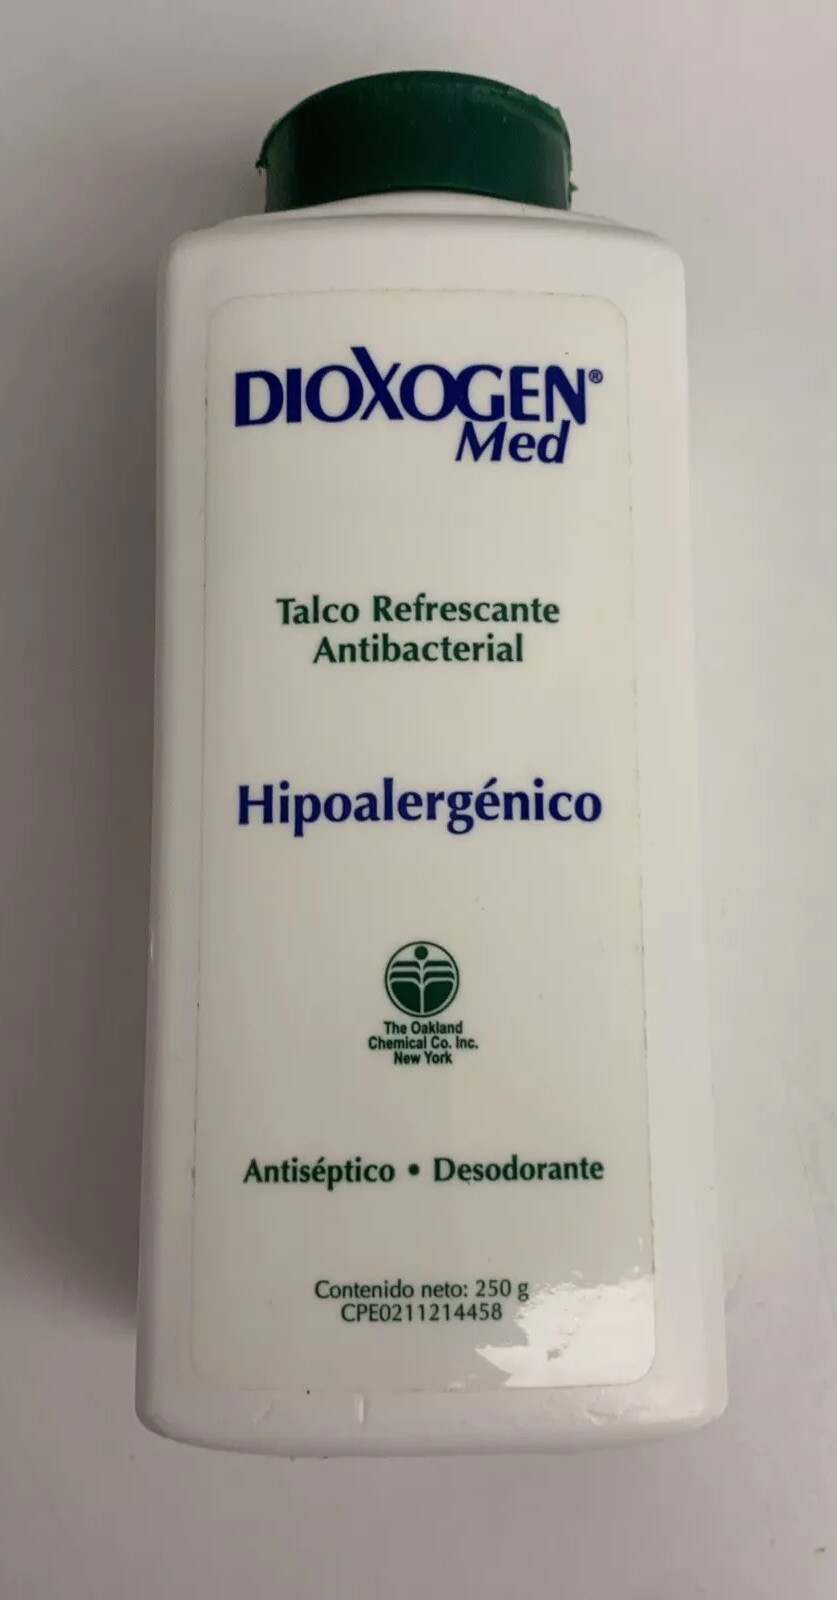 DIOXOGEN®
Med
Talco Refrescante
Antibacterial
Hipoalergénico
The Oakland
Chemical Co. Inc.
New York
Antiséptico • Desodorante
Contenido neto: 250 g
CPE0211214458